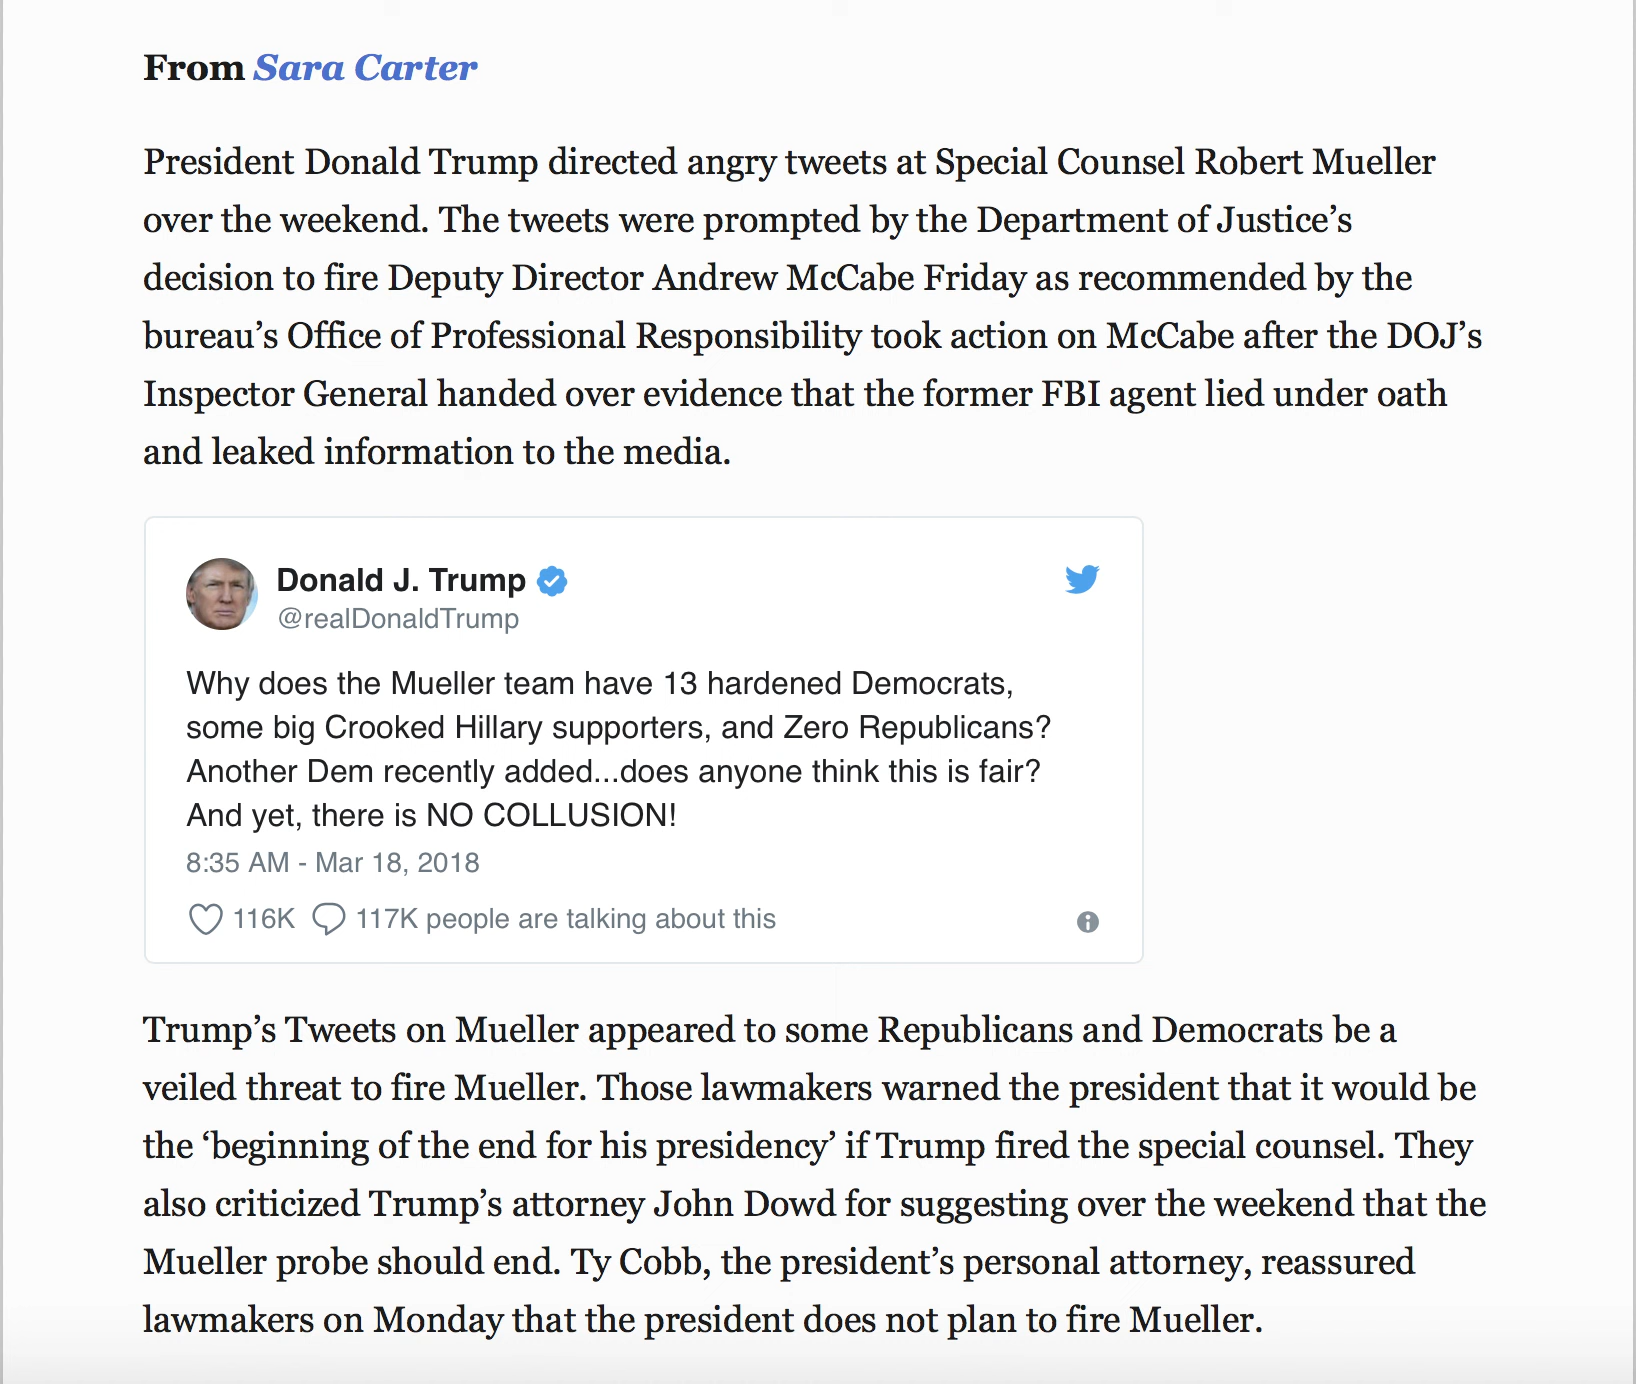 From Sara Carter
President Donald Trump directed angry tweets at Special Counsel Robert Mueller
over the weekend. The tweets were prompted by the Department of Justice’s
decision to fire Deputy Director Andrew McCabe Friday as recommended by the
bureau’s Office of Professional Responsibility took action on McCabe after the DOJ’s
Inspector General handed over evidence that the former FBI agent lied under oath
and leaked information to the media.
Donald J. Trump
@realDonaldTrump
Why does the Mueller team have 13 hardened Democrats,
some big Crooked Hillary supporters, and Zero Republicans?
Another Dem recently added...does anyone think this is fair?
And yet, there is NO COLLUSION!
8:35 AM - Mar 18, 2018
116K 117K people are talking about this
Trump’s Tweets on Mueller appeared to some Republicans and Democrats be a
veiled threat to fire Mueller. Those lawmakers warned the president that it would be
the ‘beginning of the end for his presidency’ if Trump fired the special counsel. They
also criticized Trump’s attorney John Dowd for suggesting over the weekend that the
Mueller probe should end. Ty Cobb, the president’s personal attorney, reassured
lawmakers on Monday that the president does not plan to fire Mueller.